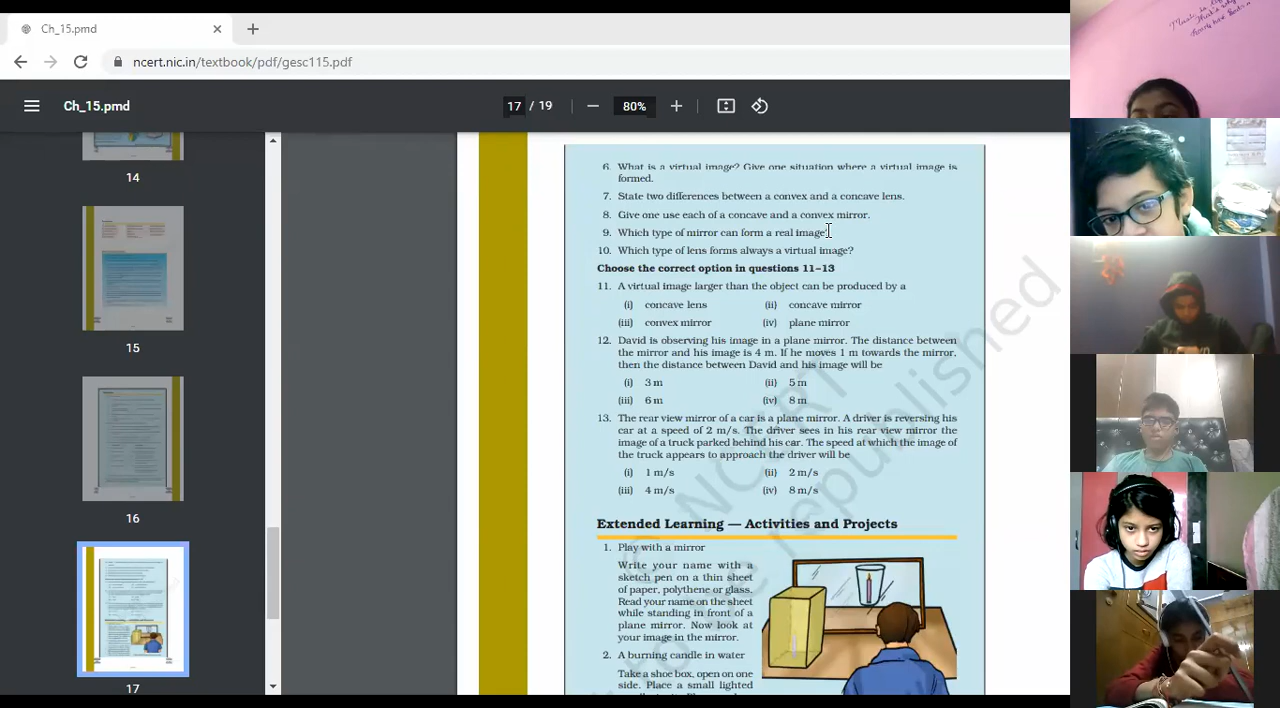 Ch_15.pmd
ncert.nic.in/textbook/pdf/gesc115.pdf
Ch_15.pmd
17 / 19
80%
14
15
16
17
6. What is a virtual image? Give one situation where a virtual image is
formed.
7. State two differences between a convex and a concave lens.
8. Give one use each of a concave and a convex mirror.
9. Which type of mirror can form a real image?
10. Which type of lens forms always a virtual image?
Choose the correct option in questions 11–13
11. A virtual image larger than the object can be produced by a
(i) concave lens (ii) concave mirror
(iii) convex mirror (iv) plane mirror
12. David is observing his image in a plane mirror. The distance between
the mirror and his image is 4 m. If he moves 1 m towards the mirror,
then the distance between David and his image will be
(i) 3 m (ii) 5 m
(iii) 6 m (iv) 8 m
13. The rear view mirror of a car is a plane mirror. A driver is reversing his
car at a speed of 2 m/s. The driver sees in his rear view mirror the
image of a truck parked behind his car. The speed at which the image of
the truck appears to approach the driver will be
(i) 1 m/s (ii) 2 m/s
(iii) 4 m/s (iv) 8 m/s
Extended Learning — Activities and Projects
1. Play with a mirror
Write your name with a
sketch pen on a thin sheet
of paper, polythene or glass.
Read your name on the sheet
while standing in front of a
plane mirror. Now look at
your image in the mirror.
2. A burning candle in water
Take a shoe box, open on one
side. Place a small lighted
NCERT
republished